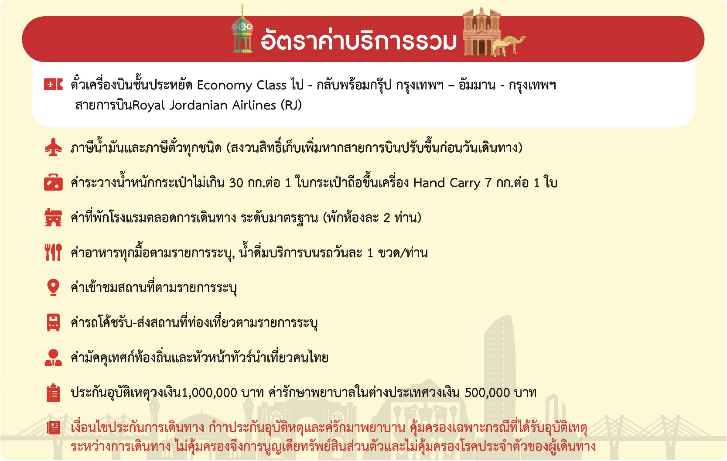 อัตราค่าบริการรวม
ตั๋วเครื่องบินชั้นประหยัด Economy Class ไป - กลับพร้อมกรุ๊ป กรุงเทพฯ – อัมมาน - กรุงเทพฯ
สายการบินRoyal Jordanian Airlines (RJ)
ภาษีน้ำมันและภาษีตั๋วทุกชนิด (สงวนสิทธิ์เก็บเพิ่มหากสายการบินปรับขึ้นก่อนวันเดินทาง)
ค่าระวางน้ำหนักกระเป๋าไม่เกิน 30 กก.ต่อ 1 ใบกระเป๋าถือขึ้นเครื่อง Hand Carry 7 กก.ต่อ 1 ใบ
ค่าที่พักโรงแรมตลอดการเดินทาง ระดับมาตรฐาน (พักห้องละ 2 ท่าน)
ค่าอาหารทุกมื้อตามรายการระบุ, น้ำดื่มบริการบนรถวันละ 1 ขวด/ท่าน
ค่าเข้าชมสถานที่ตามรายการระบุ
ค่ารถโค้ชรับ-ส่งสถานที่ท่องเที่ยวตามรายการระบุ
ค่ามัคคุเทศก์ท้องถิ่นและหัวหน้าทัวร์นำเที่ยวคนไทย
ประกันอุบัติเหตุวงเงิน1,000,000 บาท ค่ารักษาพยาบาลในต่างประเทศวงเงิน 500,000 บาท
เงื่อนไขประกันการเดินทาง ค่าประกันอุบัติเหตุและค่ารักษาพยาบาล คุ้มครองเฉพาะกรณีที่ได้รับอุบัติเหตุ
ระหว่างการเดินทาง ไม่คุ้มครองถึงการสูญเสียทรัพย์สินส่วนตัวและไม่คุ้มครองโรคประจำตัวของผู้เดินทาง